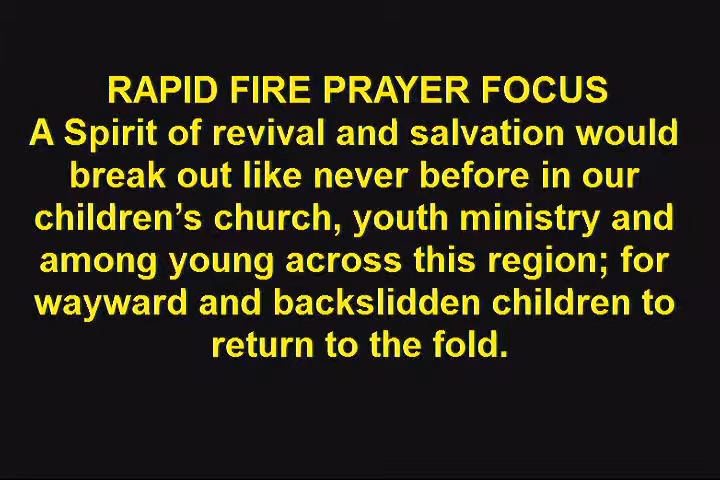 RAPID FIRE PRAYER FOCUS
A Spirit of revival and salvation would
break out like never before in our
children’s church, youth ministry and
among young across this region; for
wayward and backslidden children to
return to the fold.